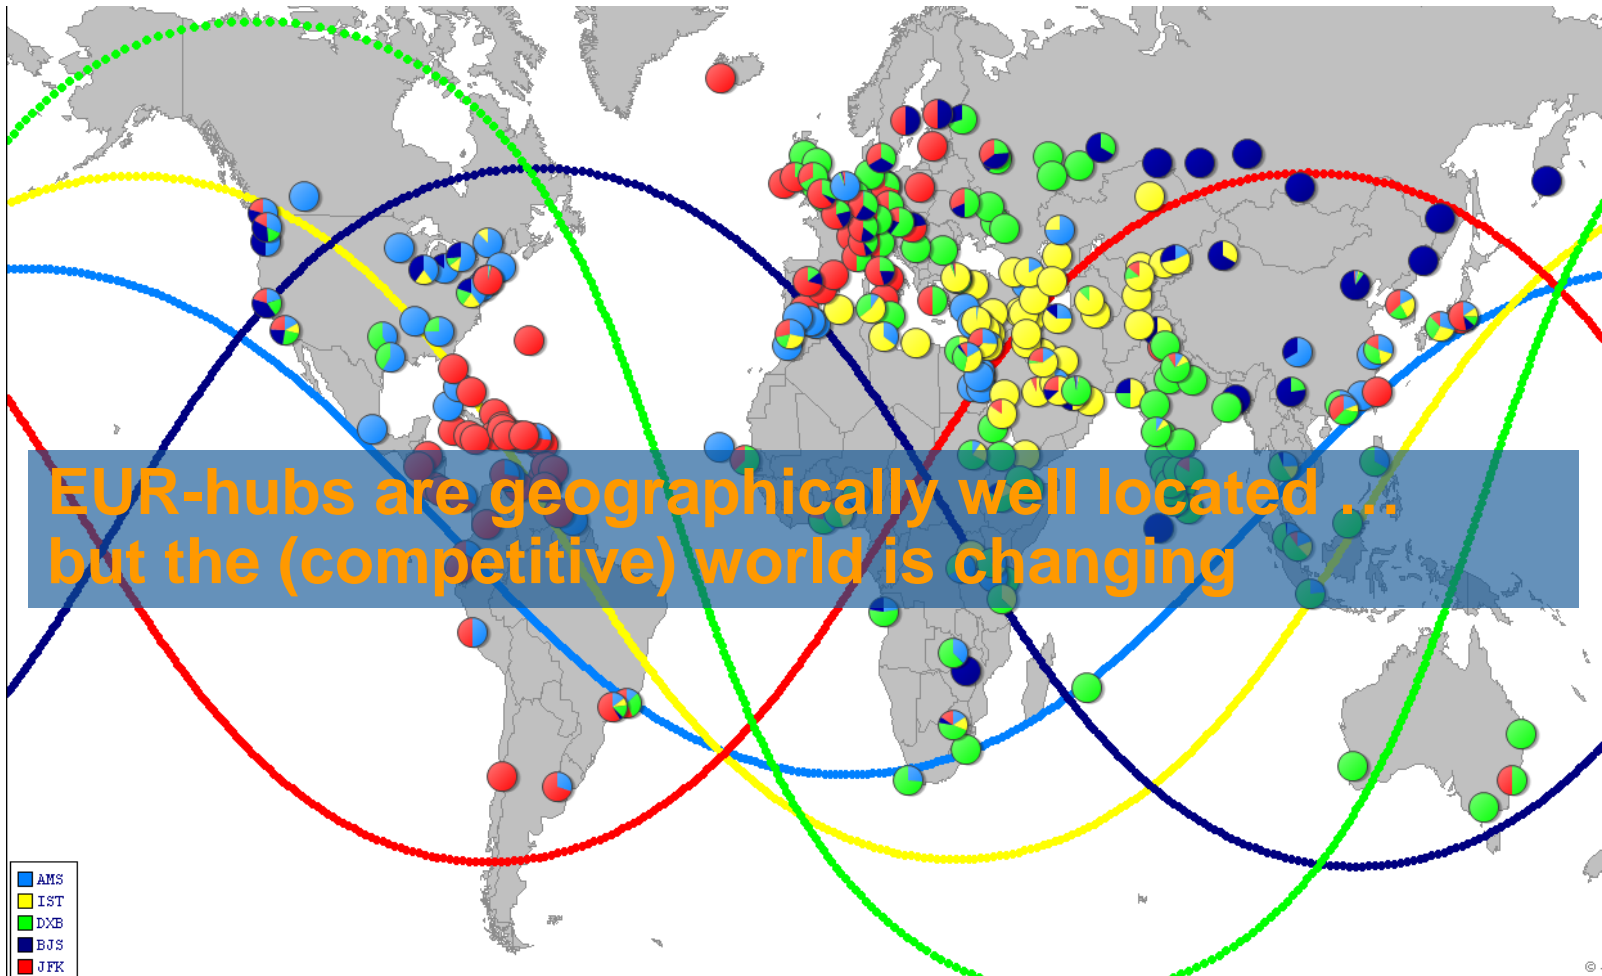 EUR-hubs are geographically well located ...
but the (competitive) world is changing
AMS
IST
DXB
BJS
JFK
©